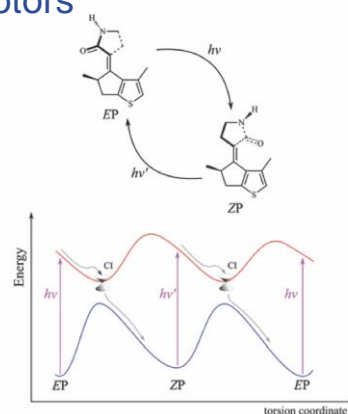 otors
H
N
O
S
EP
hν
N
H
O
S
ZP
hν'
Energy
CI
CI
hν
hν'
hν
EP
ZP
EP
torsion coordinate